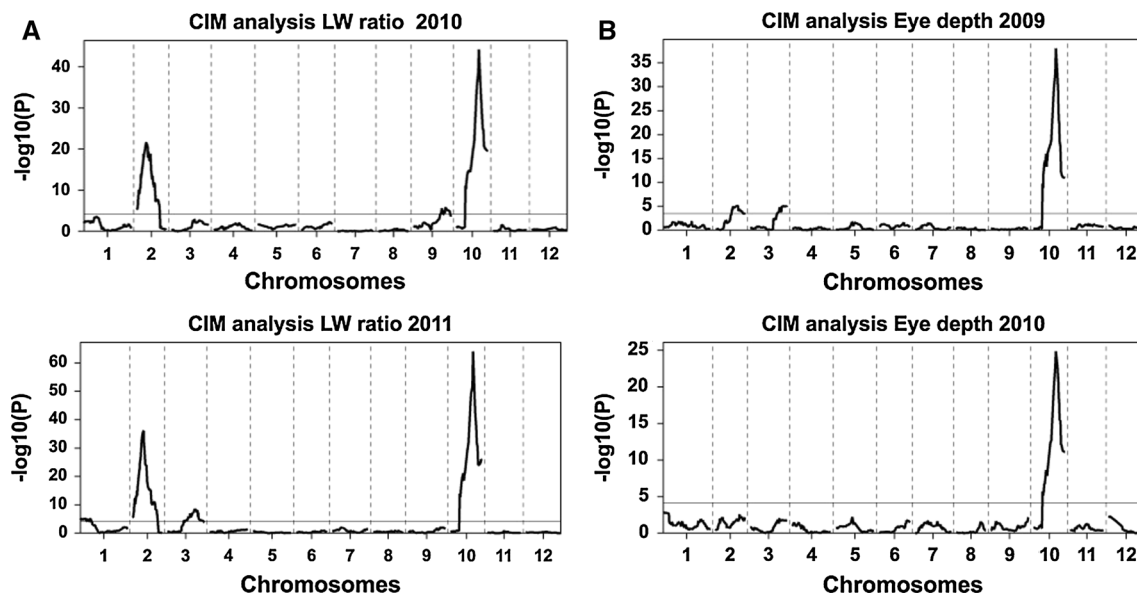 A
CIM analysis LW ratio 2010
-log10(P)
40
30
20
10
0
1 2 3 4 5 6 7 8 9 10 11 12
Chromosomes
CIM analysis LW ratio 2011
-log10(P)
60
50
40
30
20
10
0
1 2 3 4 5 6 7 8 9 10 11 12
Chromosomes
B
CIM analysis Eye depth 2009
-log10(P)
35
30
25
20
15
10
5
0
1 2 3 4 5 6 7 8 9 10 11 12
Chromosomes
CIM analysis Eye depth 2010
-log10(P)
25
20
15
10
5
0
1 2 3 4 5 6 7 8 9 10 11 12
Chromosomes